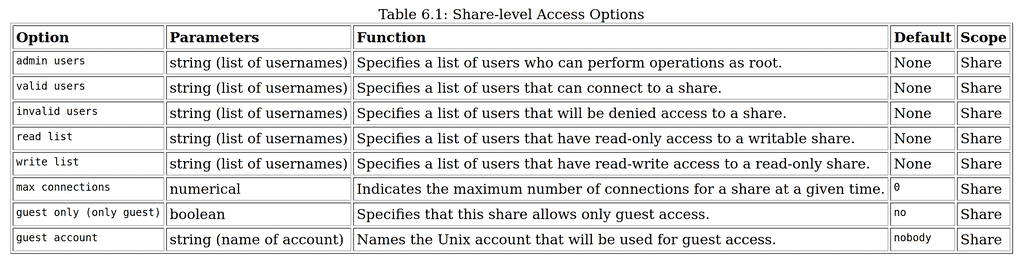 Table 6.1: Share-level Access Options
Option Parameters Function Default Scope
admin users string (list of usernames) Specifies a list of users who can perform operations as root. None Share
valid users string (list of usernames) Specifies a list of users that can connect to a share. None Share
invalid users string (list of usernames) Specifies a list of users that will be denied access to a share. None Share
read list string (list of usernames) Specifies a list of users that have read-only access to a writable share. None Share
write list string (list of usernames) Specifies a list of users that have read-write access to a read-only share. None Share
max connections numerical Indicates the maximum number of connections for a share at a given time. 0 Share
guest only (only guest) boolean Specifies that this share allows only guest access. no Share
guest account string (name of account) Names the Unix account that will be used for guest access. nobody Share